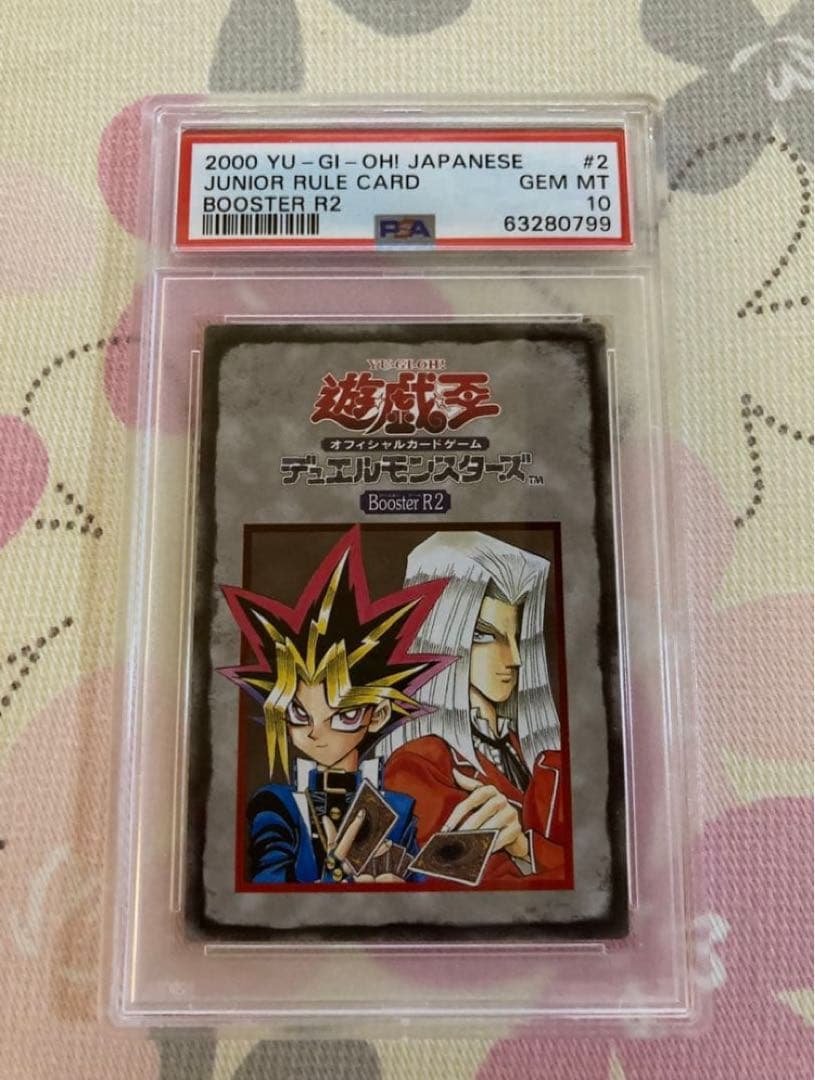 2000 YU-GI-OH! JAPANESE #2
JUNIOR RULE CARD GEM MT
BOOSTER R2 10
PSA 63280799
YU-GI-OH!
遊戯王
オフィシャルカードゲーム
デュエルモンスターズ™
Booster R2